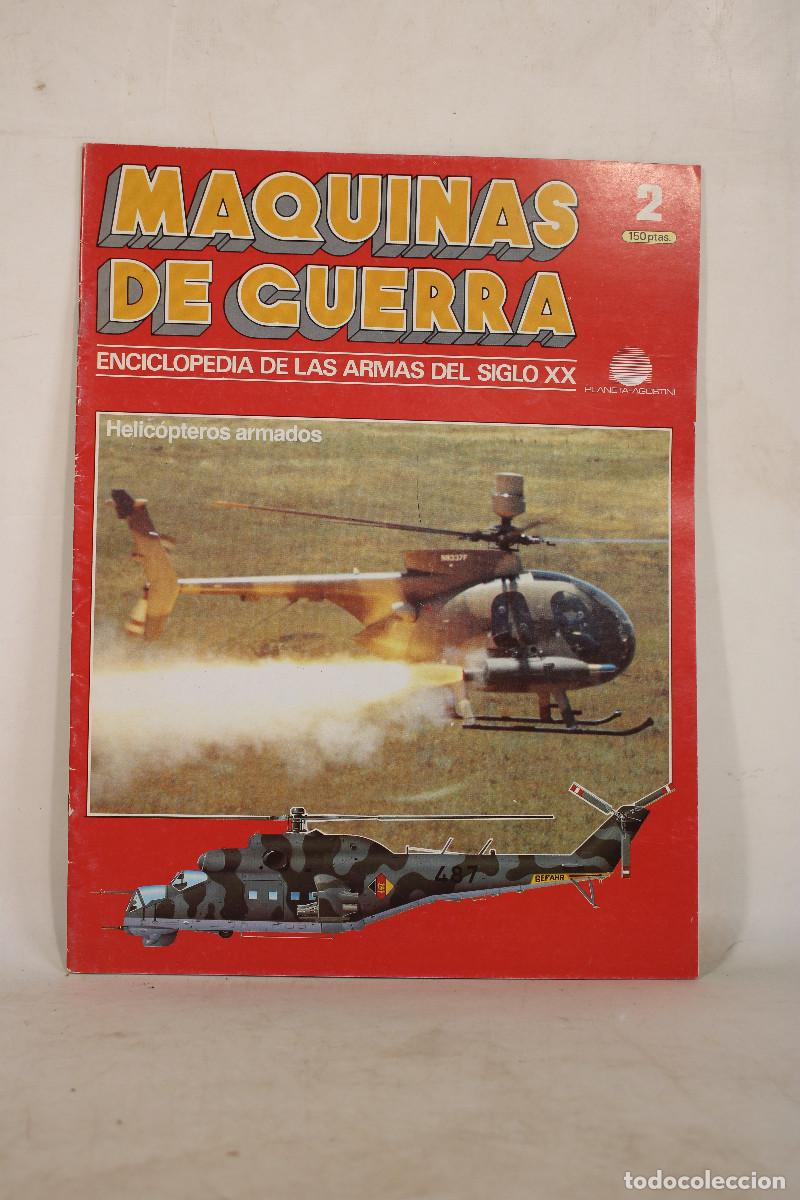 MAQUINAS
DE GUERRA
2
150 ptas.
ENCICLOPEDIA DE LAS ARMAS DEL SIGLO XX
PLANETA-AGOSTINI
Helicópteros armados
N8337F
487
GEFAHR
todocoleccion